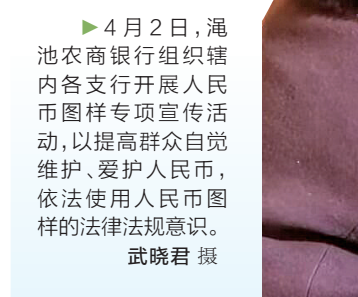 ▶4月2日，渑
池农商银行组织辖
内各支行开展人民
币图样专项宣传活
动，以提高群众自觉
维护、爱护人民币，
依法使用人民币图
样的法律法规意识。
武晓君 摄